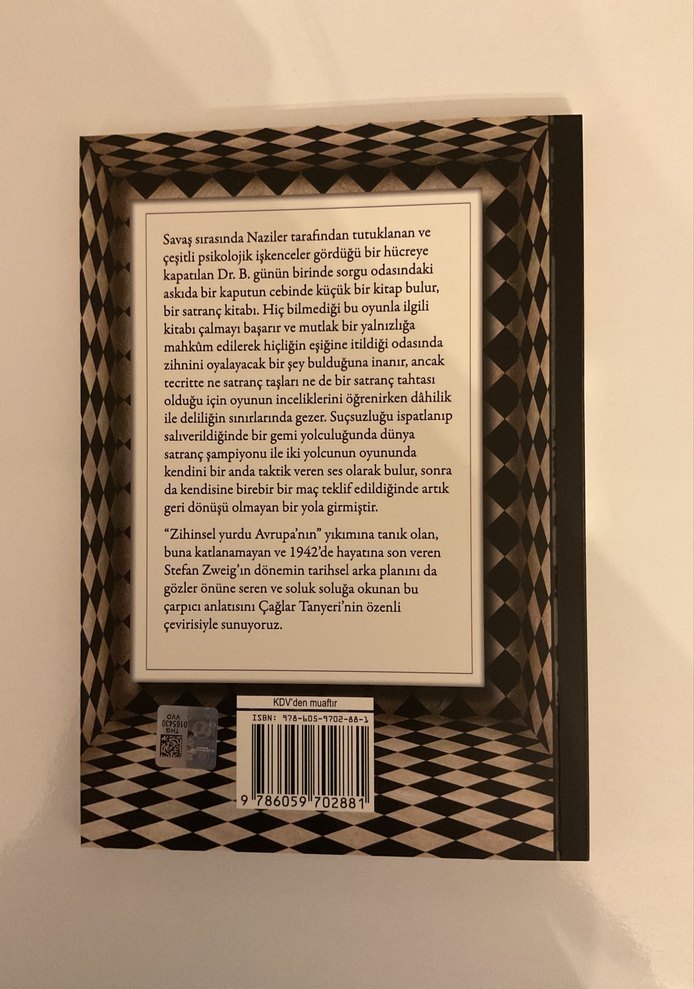 Savaş sırasında Naziler tarafından tutuklanan ve
çeşitli psikolojik işkenceler gördüğü bir hücreye
kapatılan Dr. B. günün birinde sorgu odasındaki
askıda bir kaputun cebinde küçük bir kitap bulur,
bir satranç kitabı. Hiç bilmediği bu oyunla ilgili
kitabı çalmayı başarır ve mutlak bir yalnızlığa
mahkûm edilerek hiçliğin eşiğine itildiği odasında
zihnini oyalayacak bir şey bulduğuna inanır, ancak
tecritte ne satranç taşları ne de bir satranç tahtası
olduğu için oyunun inceliklerini öğrenirken dâhilik
ile deliliğin sınırlarında gezer. Suçsuzluğu ispatlanıp
salıverildiğinde bir gemi yolculuğunda dünya
satranç şampiyonu ile iki yolcunun oyununda
kendini bir anda taktik veren ses olarak bulur, sonra
da kendisine birebir bir maç teklif edildiğinde artık
geri dönüşü olmayan bir yola girmiştir.
“Zihinsel yurdu Avrupa’nın” yıkımına tanık olan,
buna katlanamayan ve 1942’de hayatına son veren
Stefan Zweig’ın dönemin tarihsel arka planını da
gözler önüne seren ve soluk soluğa okunan bu
çarpıcı anlatısını Çağlar Tanyeri’nin özenli
çevirisiyle sunuyoruz.
KDV'den muaftır
ISBN: 978-605-9702-88-1
9 786059 702881
THG
0165430
VVO